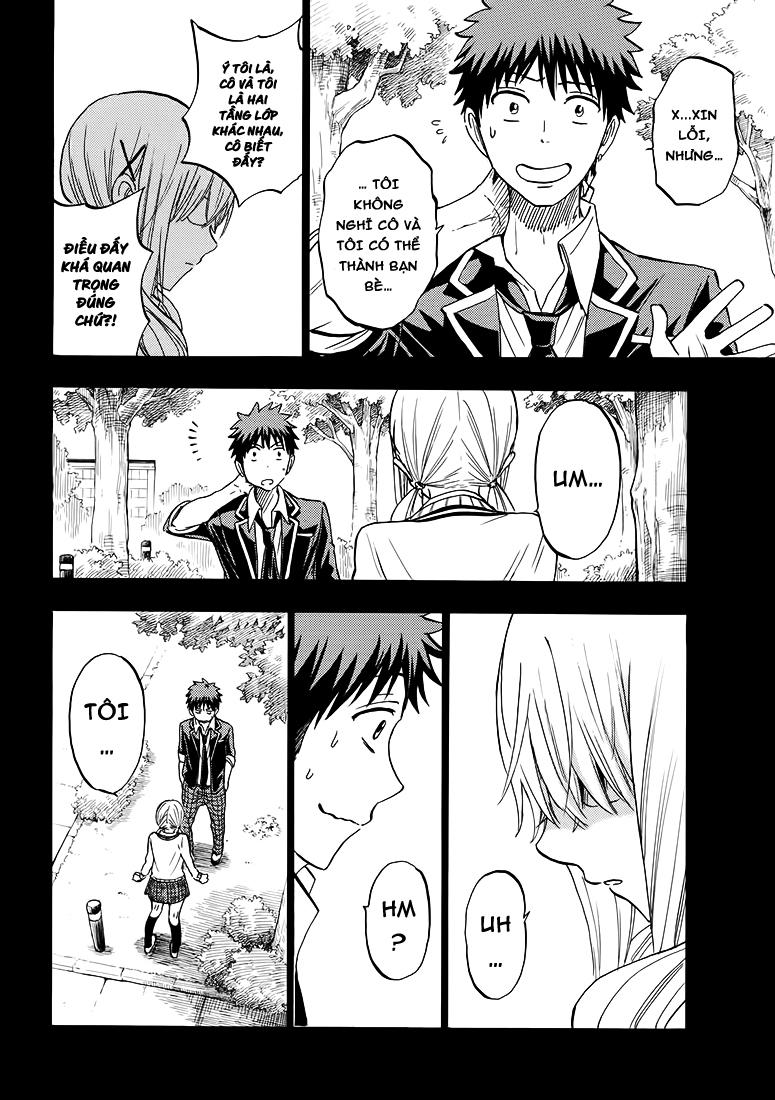 X...XIN
LỖI,
NHƯNG...
... TÔI
KHÔNG
NGHĨ CÔ VÀ
TÔI CÓ THỂ
THÀNH BẠN
BÈ...
Ý TÔI LÀ,
CÔ VÀ TÔI
LÀ HAI
TẦNG LỚP
KHÁC NHAU,
CÔ BIẾT
ĐẤY?
ĐIỀU ĐẤY
KHÁ QUAN
TRỌNG
ĐÚNG
CHỨ?!
UM...
UH
...
HM
?
TÔI
...